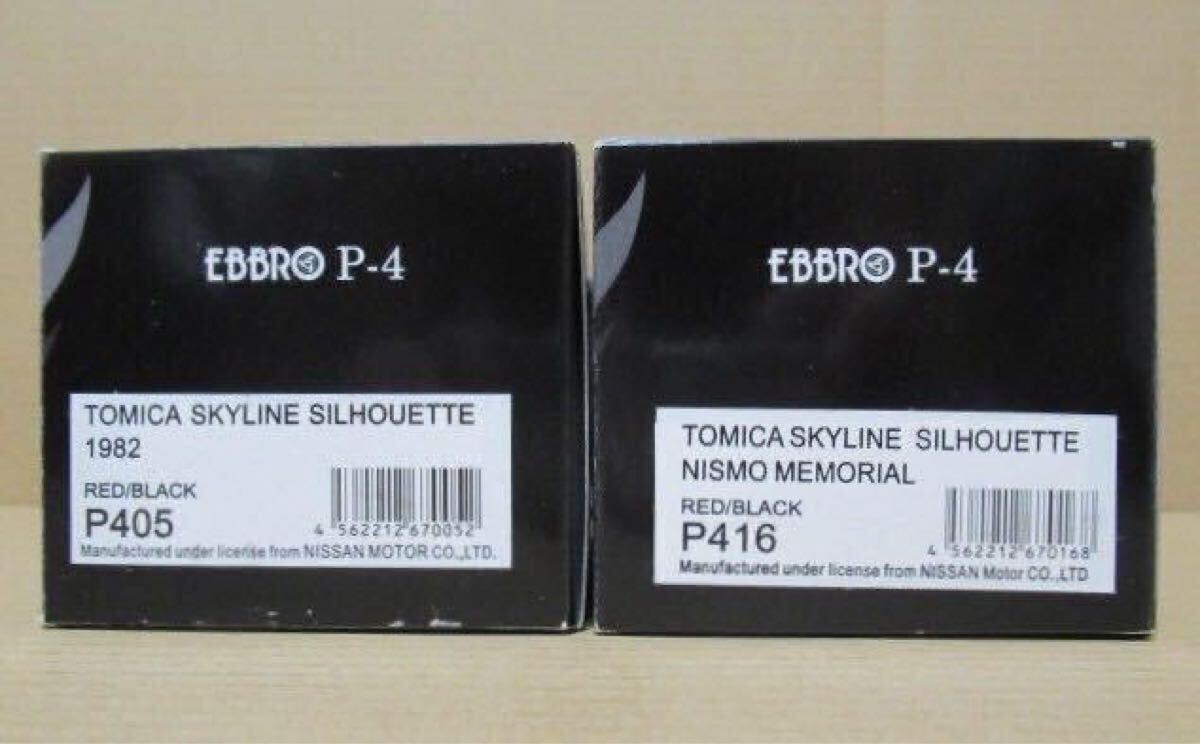 EBBRO P-4
TOMICA SKYLINE SILHOUETTE
1982
RED/BLACK
P405
4 562212 670052
Manufactured under license from NISSAN MOTOR CO.,LTD.
EBBRO P-4
TOMICA SKYLINE SILHOUETTE
NISMO MEMORIAL
RED/BLACK
P416
4 562212 670168
Manufactured under license from NISSAN Motor CO.,LTD